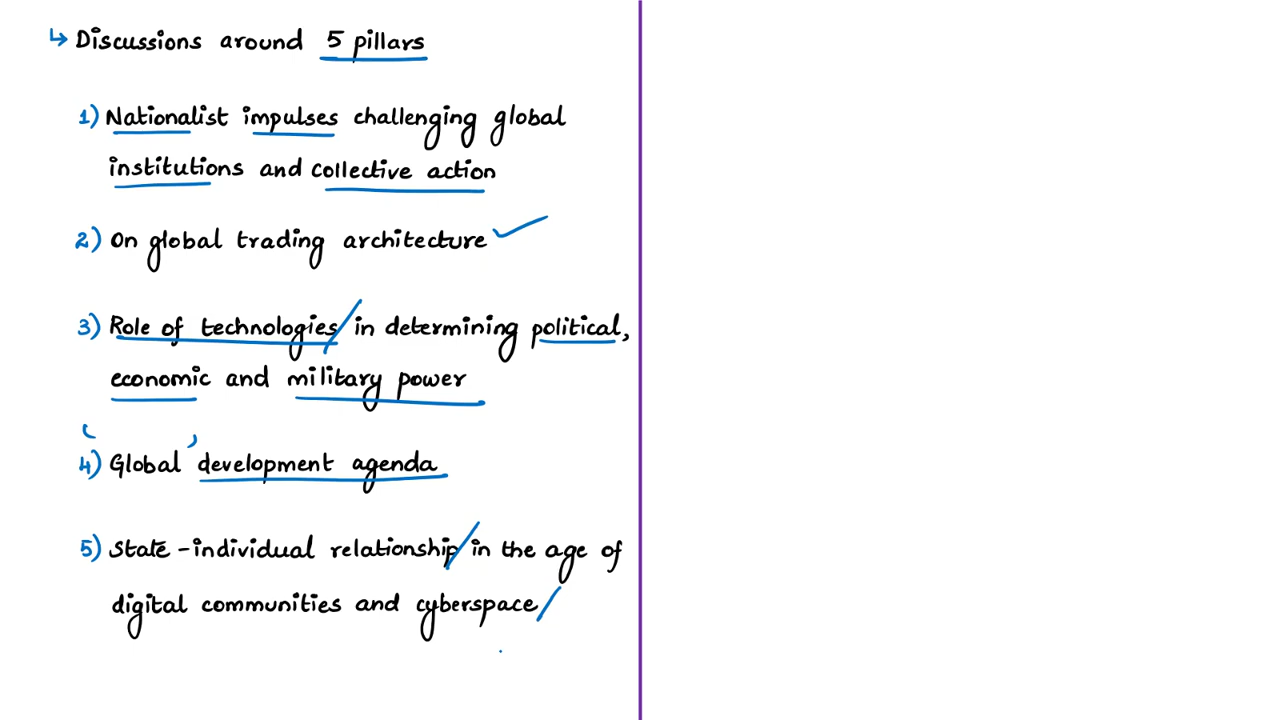 ↳ Discussions around 5 pillars
1) Nationalist impulses challenging global
institutions and collective action
2) On global trading architecture
3) Role of technologies in determining political,
economic and military power
4) Global development agenda
5) State-individual relationship in the age of
digital communities and cyberspace